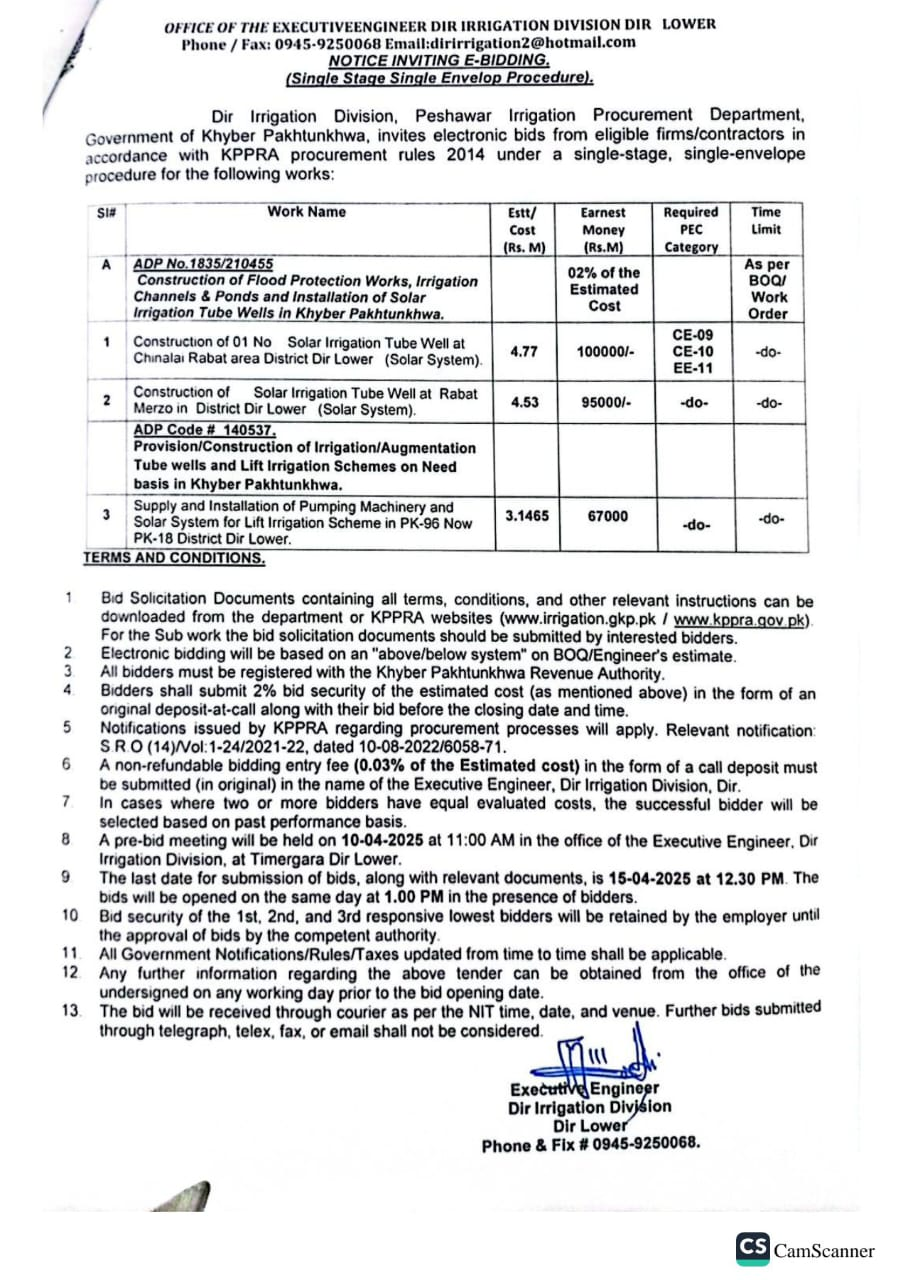 OFFICE OF THE EXECUTIVEENGINEER DIR IRRIGATION DIVISION DIR LOWER
Phone / Fax: 0945-9250068 Email:dirirrigation2@hotmail.com
NOTICE INVITING E-BIDDING.
(Single Stage Single Envelop Procedure).
Dir Irrigation Division, Peshawar Irrigation Procurement Department,
Government of Khyber Pakhtunkhwa, invites electronic bids from eligible firms/contractors in
accordance with KPPRA procurement rules 2014 under a single-stage, single-envelope
procedure for the following works:
SI# Work Name Estt/ Cost (Rs. M) Earnest Money (Rs.M) Required PEC Category Time Limit
A ADP No.1835/210455 02% of the Estimated Cost As per BOQ/ Work Order
Construction of Flood Protection Works, Irrigation
Channels & Ponds and Installation of Solar
Irrigation Tube Wells in Khyber Pakhtunkhwa.
1 Construction of 01 No Solar Irrigation Tube Well at
Chinalai Rabat area District Dir Lower (Solar System). 4.77 100000/- CE-09 CE-10 EE-11 -do-
2 Construction of Solar Irrigation Tube Well at Rabat
Merzo in District Dir Lower (Solar System). 4.53 95000/- -do- -do-
ADP Code # 140537.
Provision/Construction of Irrigation/Augmentation
Tube wells and Lift Irrigation Schemes on Need
basis in Khyber Pakhtunkhwa.
3 Supply and Installation of Pumping Machinery and
Solar System for Lift Irrigation Scheme in PK-96 Now
PK-18 District Dir Lower. 3.1465 67000 -do- -do-
TERMS AND CONDITIONS.
1 Bid Solicitation Documents containing all terms, conditions, and other relevant instructions can be
downloaded from the department or KPPRA websites (www.irrigation.gkp.pk / www.kppra.gov.pk).
For the Sub work the bid solicitation documents should be submitted by interested bidders.
2 Electronic bidding will be based on an "above/below system" on BOQ/Engineer's estimate.
3. All bidders must be registered with the Khyber Pakhtunkhwa Revenue Authority.
4. Bidders shall submit 2% bid security of the estimated cost (as mentioned above) in the form of an
original deposit-at-call along with their bid before the closing date and time.
5 Notifications issued by KPPRA regarding procurement processes will apply. Relevant notification:
S.R.O (14)/Vol:1-24/2021-22, dated 10-08-2022/6058-71.
6 A non-refundable bidding entry fee (0.03% of the Estimated cost) in the form of a call deposit must
be submitted (in original) in the name of the Executive Engineer, Dir Irrigation Division, Dir.
7. In cases where two or more bidders have equal evaluated costs, the successful bidder will be
selected based on past performance basis.
8 A pre-bid meeting will be held on 10-04-2025 at 11:00 AM in the office of the Executive Engineer, Dir
Irrigation Division, at Timergara Dir Lower.
9 The last date for submission of bids, along with relevant documents, is 15-04-2025 at 12.30 PM. The
bids will be opened on the same day at 1.00 PM in the presence of bidders.
10 Bid security of the 1st, 2nd, and 3rd responsive lowest bidders will be retained by the employer until
the approval of bids by the competent authority.
11. All Government Notifications/Rules/Taxes updated from time to time shall be applicable.
12. Any further information regarding the above tender can be obtained from the office of the
undersigned on any working day prior to the bid opening date.
13. The bid will be received through courier as per the NIT time, date, and venue. Further bids submitted
through telegraph, telex, fax, or email shall not be considered.
Executive Engineer
Dir Irrigation Division
Dir Lower
Phone & Fix # 0945-9250068.
CS CamScanner